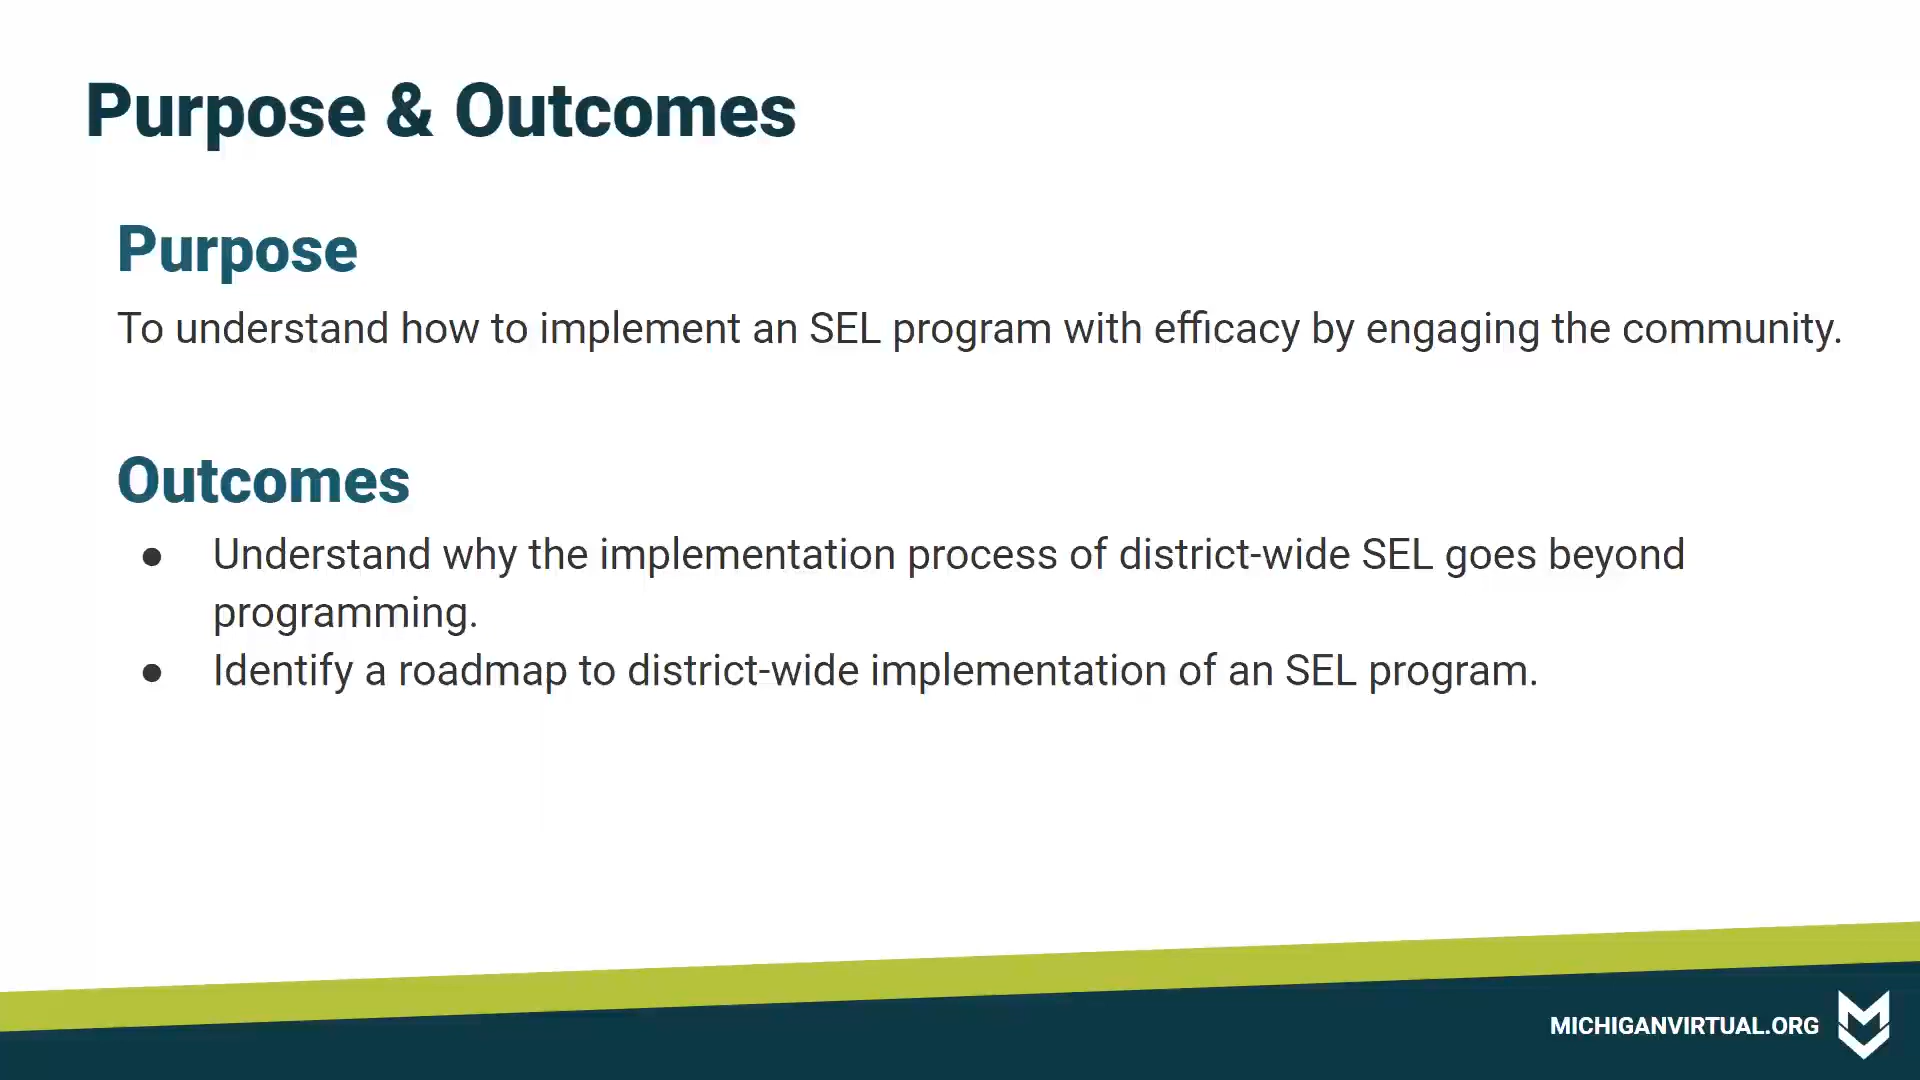 Purpose & Outcomes
Purpose
To understand how to implement an SEL program with efficacy by engaging the community.
Outcomes
● Understand why the implementation process of district-wide SEL goes beyond
programming.
● Identify a roadmap to district-wide implementation of an SEL program.
MICHIGANVIRTUAL.ORG